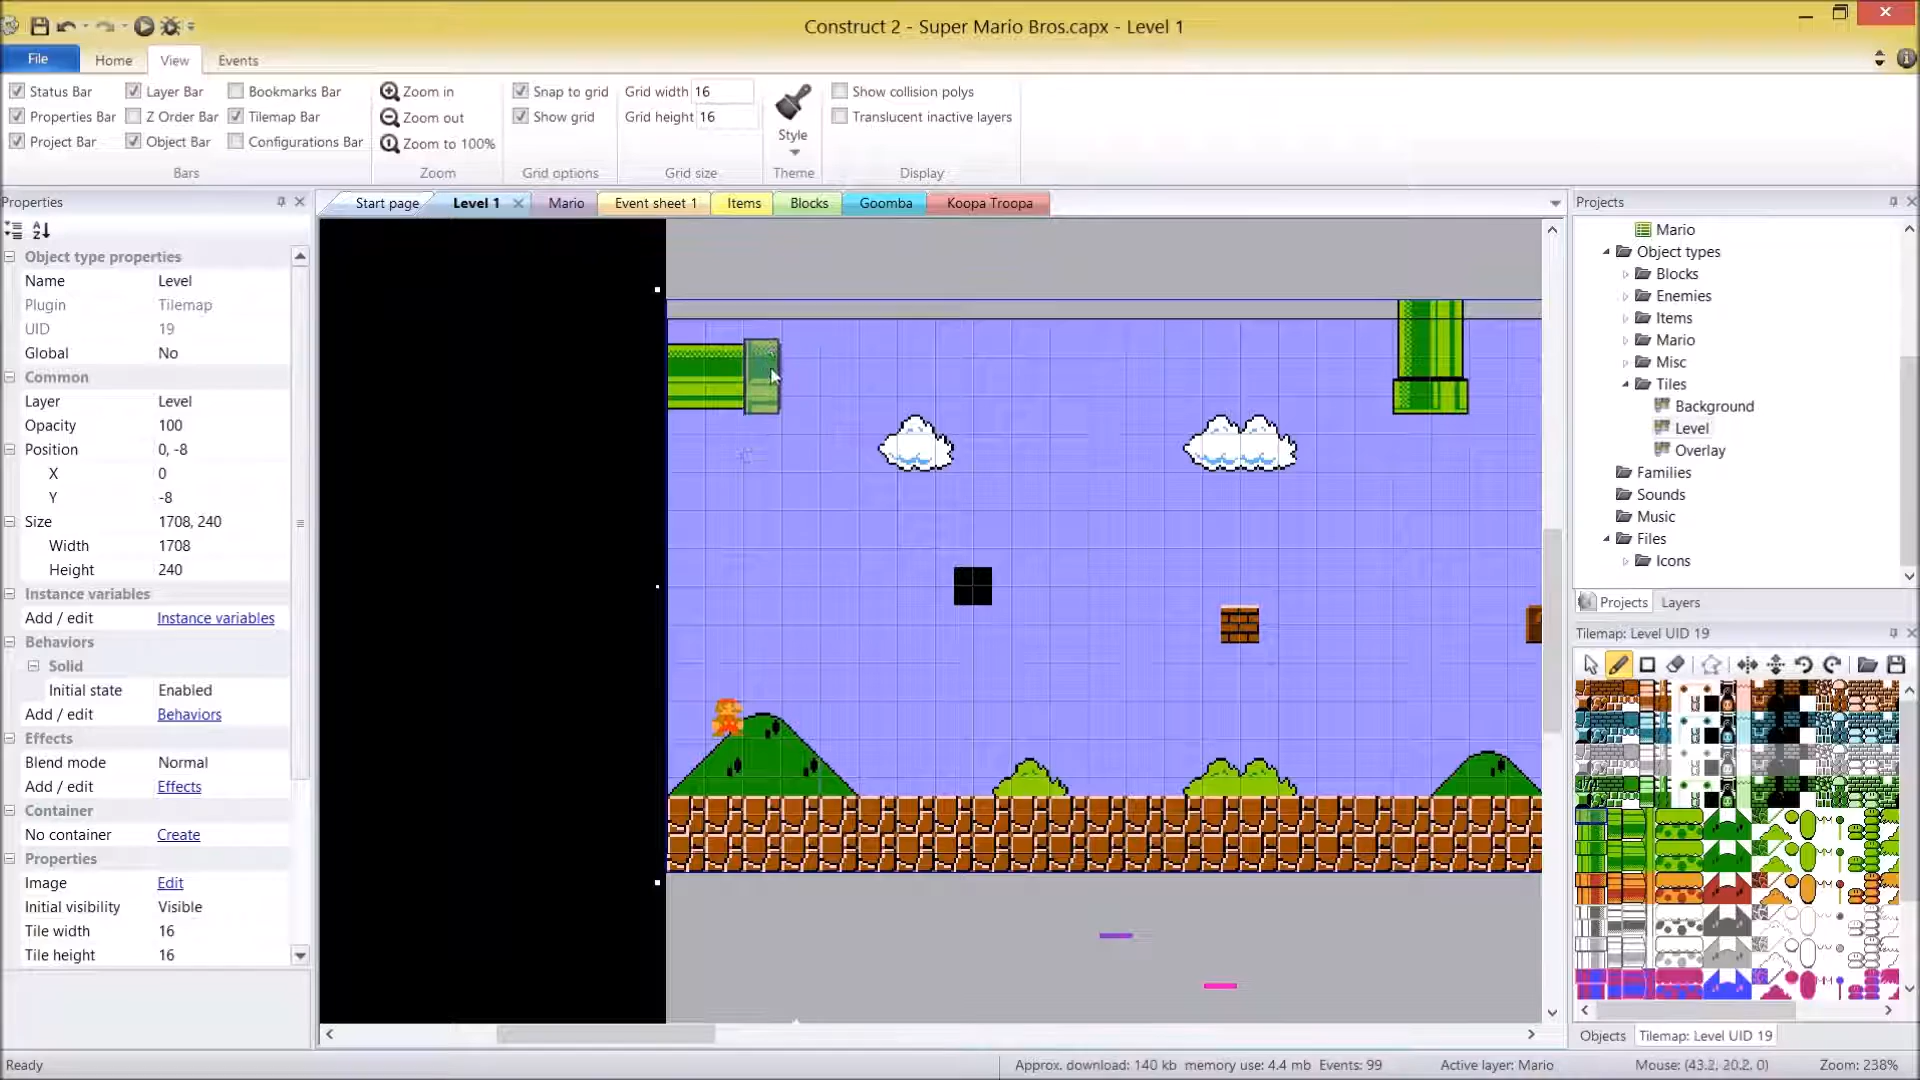 Construct 2 - Super Mario Bros.capx - Level 1
File Home View Events
Status Bar Layer Bar Bookmarks Bar Zoom in Snap to grid Grid width 16 Show collision polys
Properties Bar Z Order Bar Tilemap Bar Zoom out Show grid Grid height 16 Translucent inactive layers
Project Bar Object Bar Configurations Bar Zoom to 100% Style
Bars Zoom Grid options Grid size Theme Display
Properties
Start page Level 1 Mario Event sheet 1 Items Blocks Goomba Koopa Troopa
Object type properties
Name Level
Plugin Tilemap
UID 19
Global No
Common
Layer Level
Opacity 100
Position 0, -8
X 0
Y -8
Size 1708, 240
Width 1708
Height 240
Instance variables
Add / edit Instance variables
Behaviors
Solid
Initial state Enabled
Add / edit Behaviors
Effects
Blend mode Normal
Add / edit Effects
Container
No container Create
Properties
Image Edit
Initial visibility Visible
Tile width 16
Tile height 16
Projects
Mario
Object types
Blocks
Enemies
Items
Mario
Misc
Tiles
Background
Level
Overlay
Families
Sounds
Music
Files
Icons
Projects Layers
Tilemap: Level UID 19
Objects Tilemap: Level UID 19
Ready Approx. download: 140 kb memory use: 4.4 mb Events: 99 Active layer: Mario Mouse: (43.2, 20.2, 0) Zoom: 238%